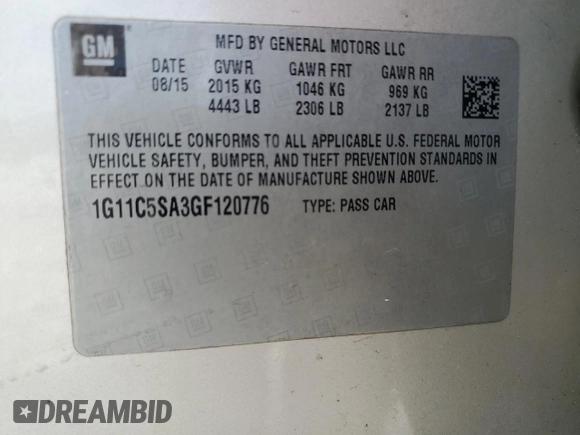 GM
MFD BY GENERAL MOTORS LLC
DATE GVWR GAWR FRT GAWR RR
08/15 2015 KG 1046 KG 969 KG
4443 LB 2306 LB 2137 LB
THIS VEHICLE CONFORMS TO ALL APPLICABLE U.S. FEDERAL MOTOR
VEHICLE SAFETY, BUMPER, AND THEFT PREVENTION STANDARDS IN
EFFECT ON THE DATE OF MANUFACTURE SHOWN ABOVE.
1G11C5SA3GF120776 TYPE: PASS CAR
DREAMBID